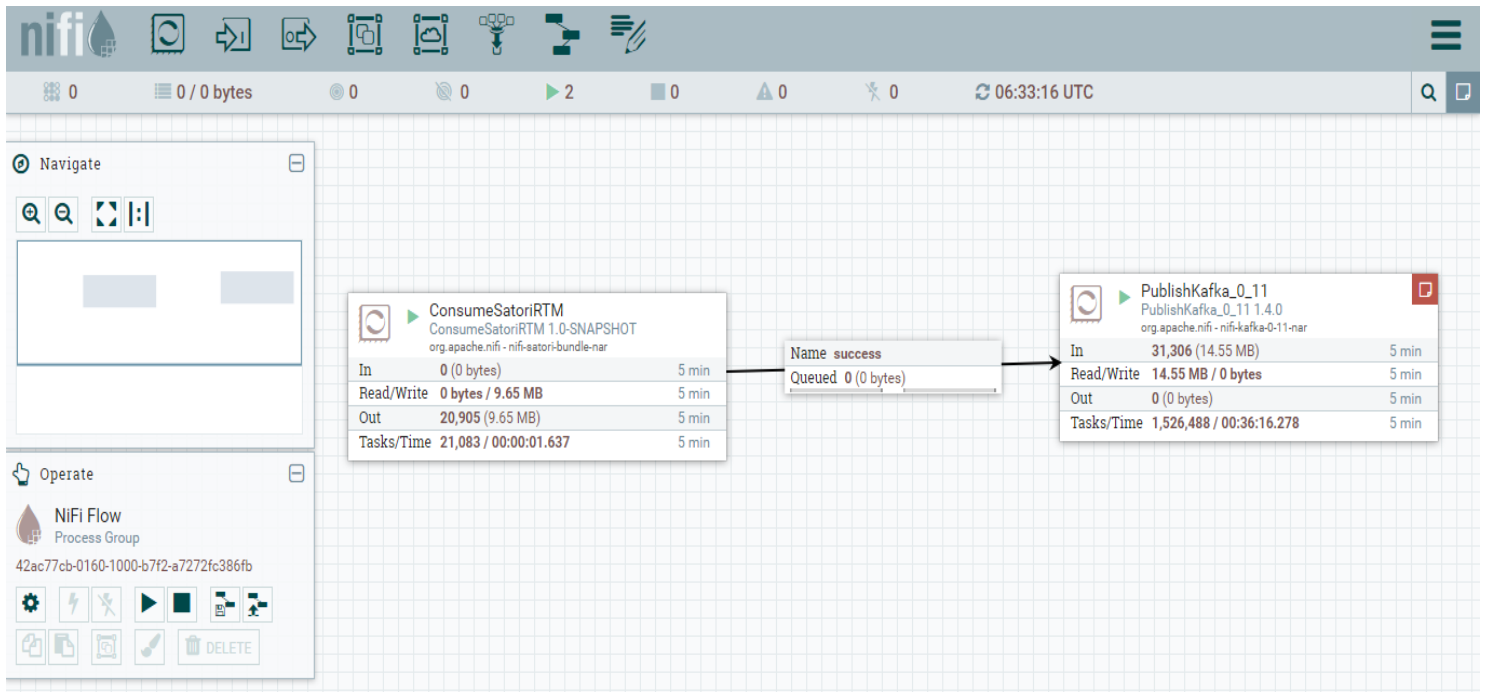 nifi
0 0 / 0 bytes 0 0 2 0 0 0 06:33:16 UTC
Navigate
Operate
NiFi Flow
Process Group
42ac77cb-0160-1000-b7f2-a7272fc386fb
DELETE
ConsumeSatoriRTM
ConsumeSatoriRTM 1.0-SNAPSHOT
org.apache.nifi - nifi-satori-bundle-nar
In 0 (0 bytes) 5 min
Read/Write 0 bytes / 9.65 MB 5 min
Out 20,905 (9.65 MB) 5 min
Tasks/Time 21,083 / 00:00:01.637 5 min
Name success
Queued 0 (0 bytes)
PublishKafka_0_11
PublishKafka_0_11 1.4.0
org.apache.nifi - nifi-kafka-0-11-nar
In 31,306 (14.55 MB) 5 min
Read/Write 14.55 MB / 0 bytes 5 min
Out 0 (0 bytes) 5 min
Tasks/Time 1,526,488 / 00:36:16.278 5 min